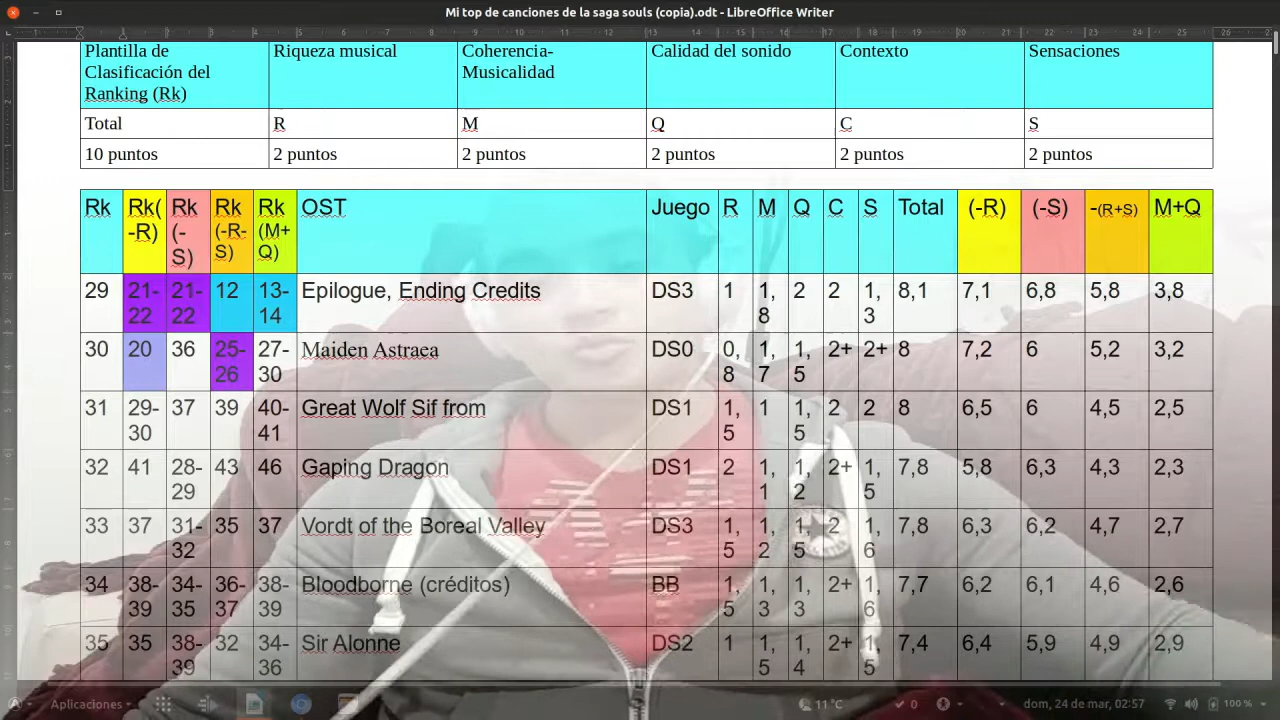 Mi top de canciones de la saga souls (copia).odt - LibreOffice Writer
Plantilla de Clasificación del Ranking (Rk) Riqueza musical Coherencia-Musicalidad Calidad del sonido Contexto Sensaciones
Total R M Q C S
10 puntos 2 puntos 2 puntos 2 puntos 2 puntos 2 puntos
Rk Rk(-R) Rk (-S) Rk (-R-S) Rk (M+Q) OST Juego R M Q C S Total (-R) (-S) -(R+S) M+Q
29 21-22 21-22 12 13-14 Epilogue, Ending Credits DS3 1 1,8 2 2 1,3 8,1 7,1 6,8 5,8 3,8
30 20 36 25-26 27-30 Maiden Astraea DS0 0,8 1,7 1,5 2+ 2+ 8 7,2 6 5,2 3,2
31 29-30 37 39 40-41 Great Wolf Sif from DS1 1,5 1 1,5 2 2 8 6,5 6 4,5 2,5
32 41 28-29 43 46 Gaping Dragon DS1 2 1,1 1,2 2+ 1,5 7,8 5,8 6,3 4,3 2,3
33 37 31-32 35 37 Vordt of the Boreal Valley DS3 1,5 1,2 1,5 2 1,6 7,8 6,3 6,2 4,7 2,7
34 38-39 34-35 36-37 38-39 Bloodborne (créditos) BB 1,5 1,3 1,3 2+ 1,6 7,7 6,2 6,1 4,6 2,6
35 35 38-39 32 34-36 Sir Alonne DS2 1 1,5 1,4 2+ 1,5 7,4 6,4 5,9 4,9 2,9
Aplicaciones 11°C 0 dom, 24 de mar, 02:57 100 %